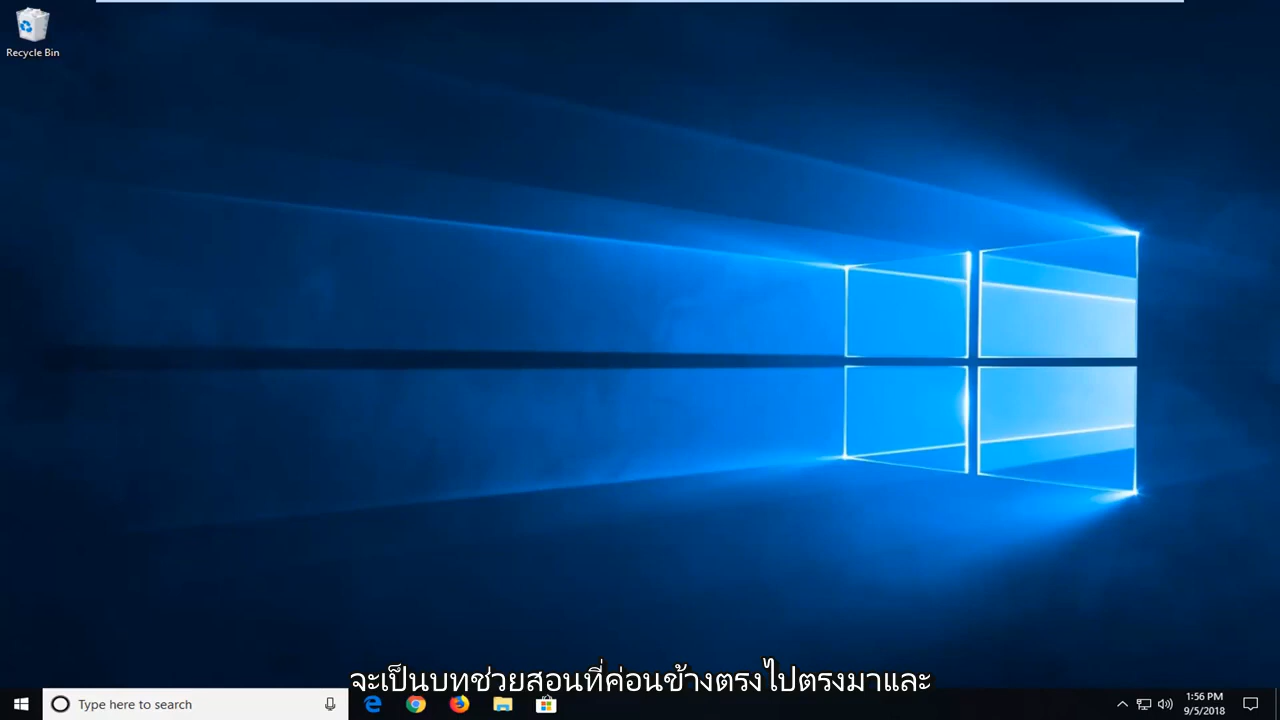 Recycle Bin
จะเป็นบทช่วยสอนที่ค่อนข้างตรงไปตรงมาและ
Type here to search
1:56 PM
9/5/2018